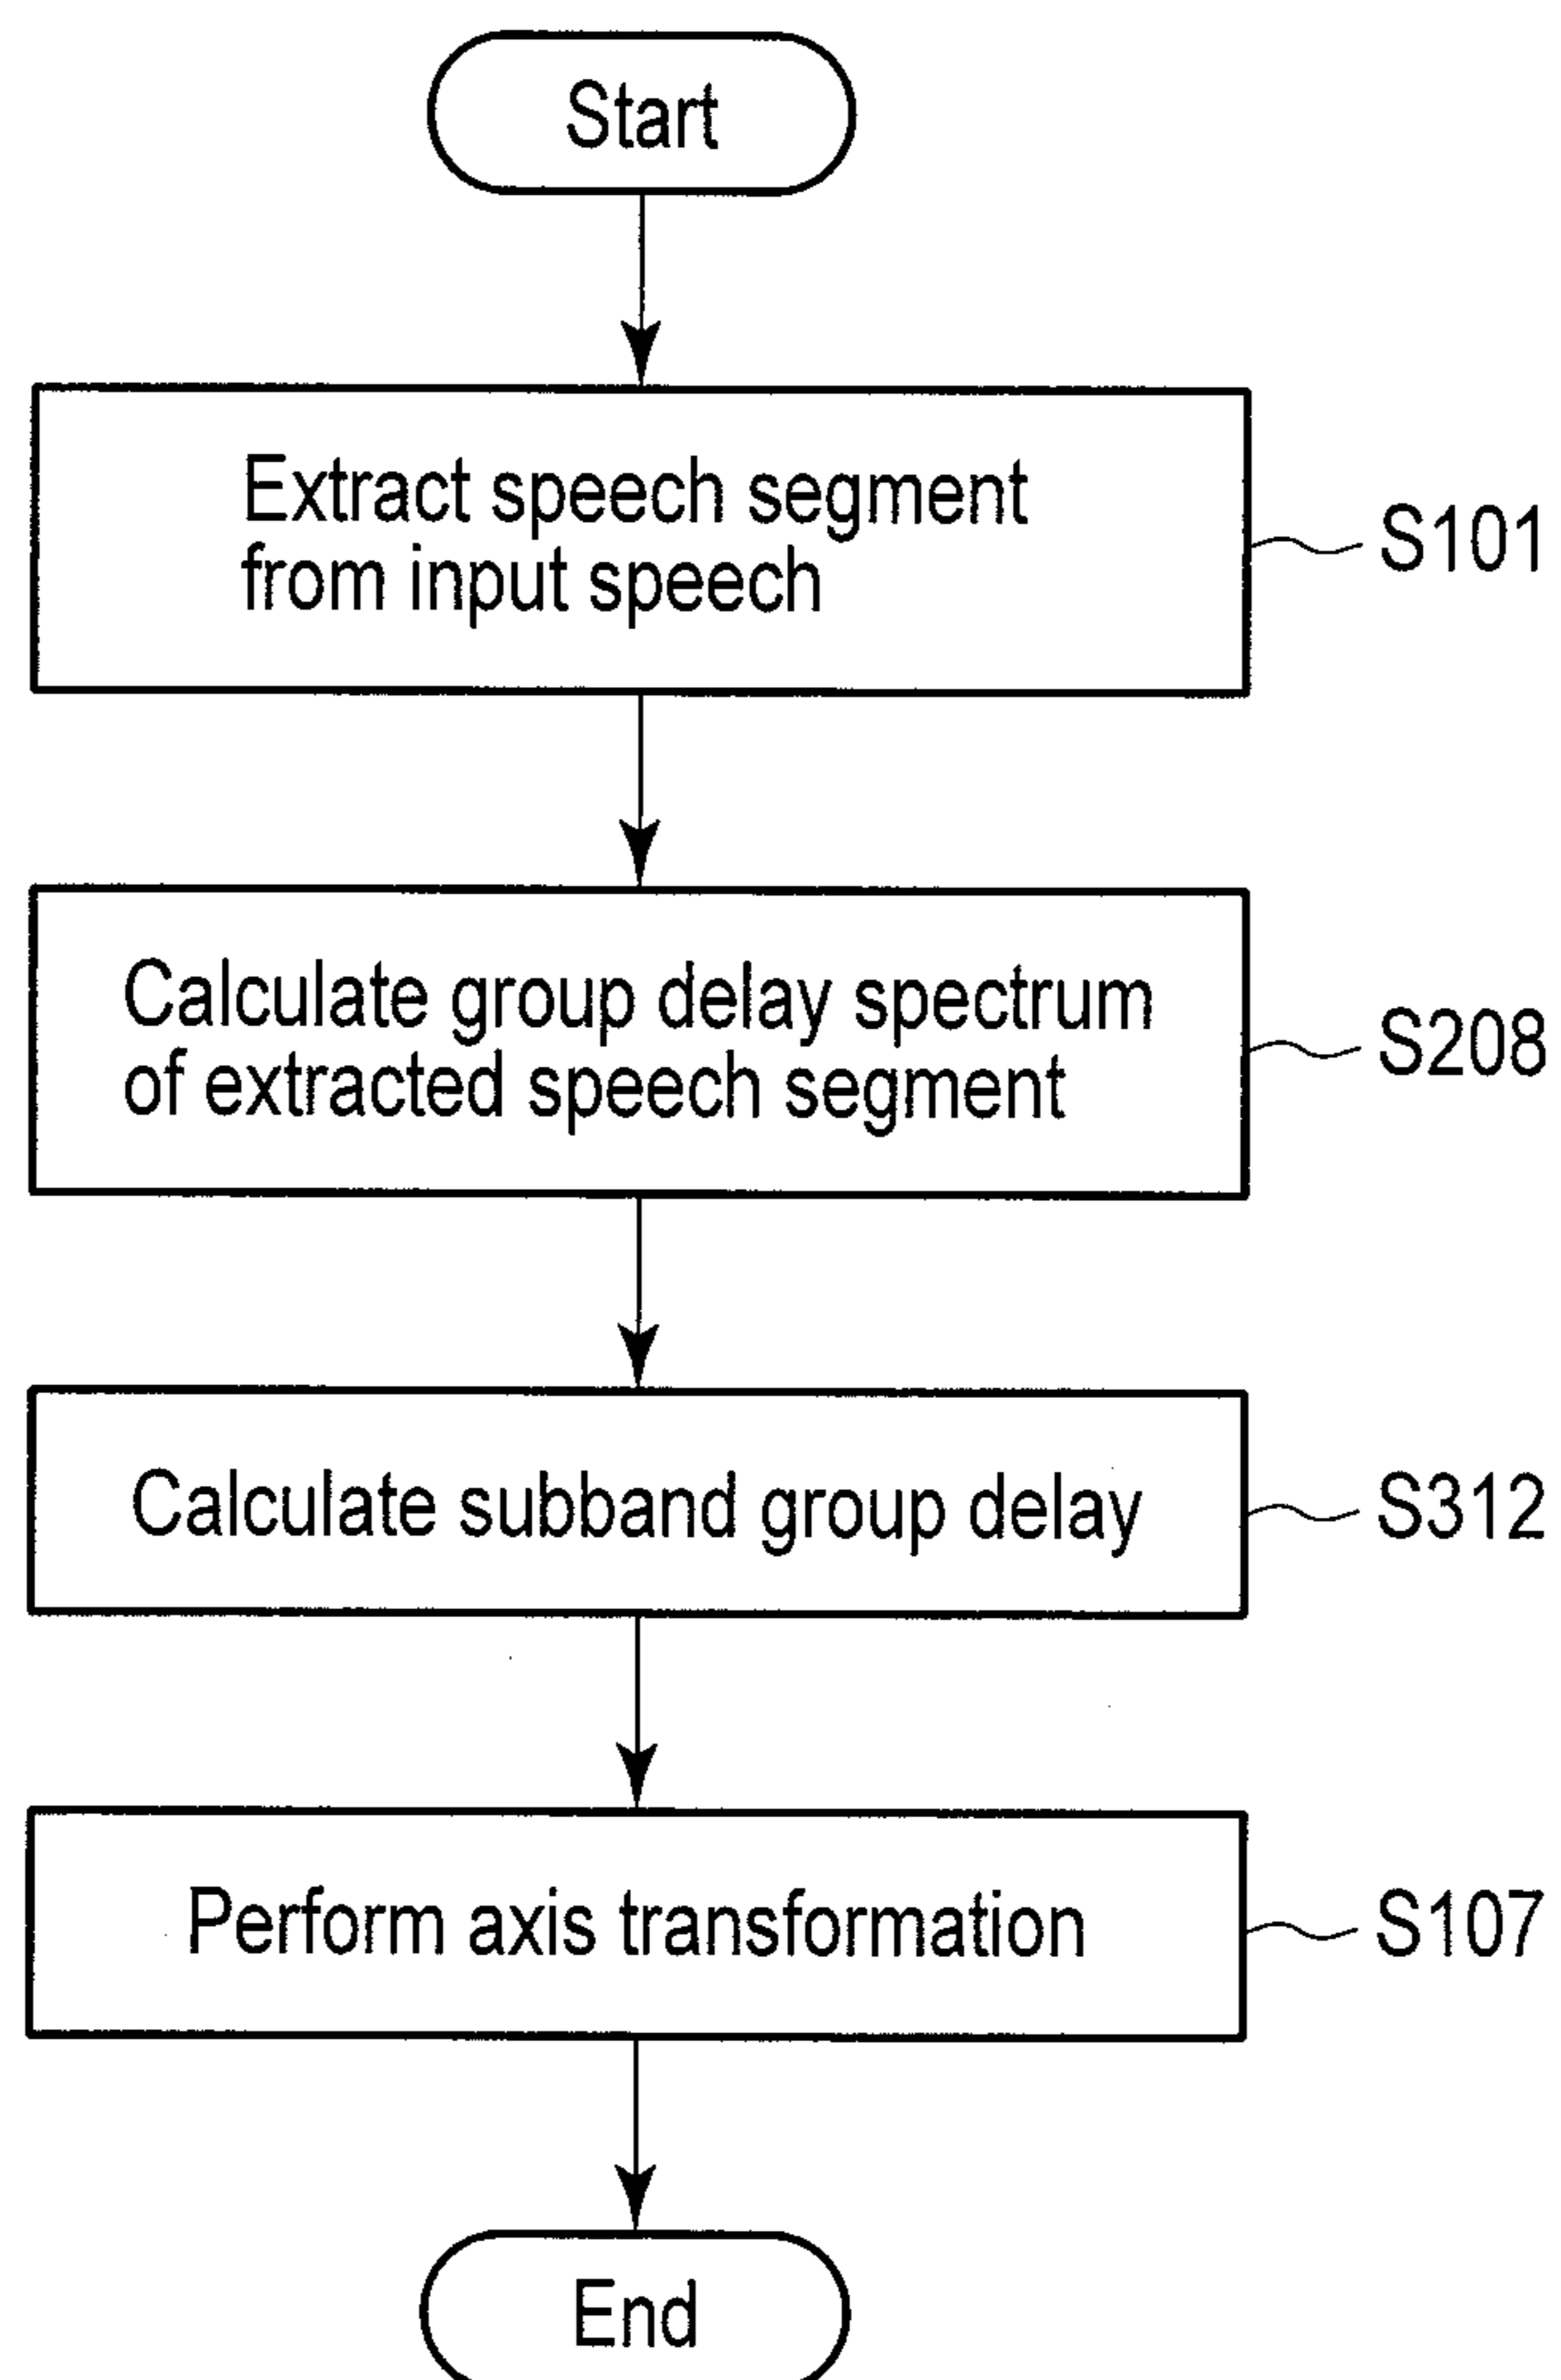 Start
Extract speech segment
from input speech
S101
Calculate group delay spectrum
of extracted speech segment
S208
Calculate subband group delay
S312
Perform axis transformation
S107
End